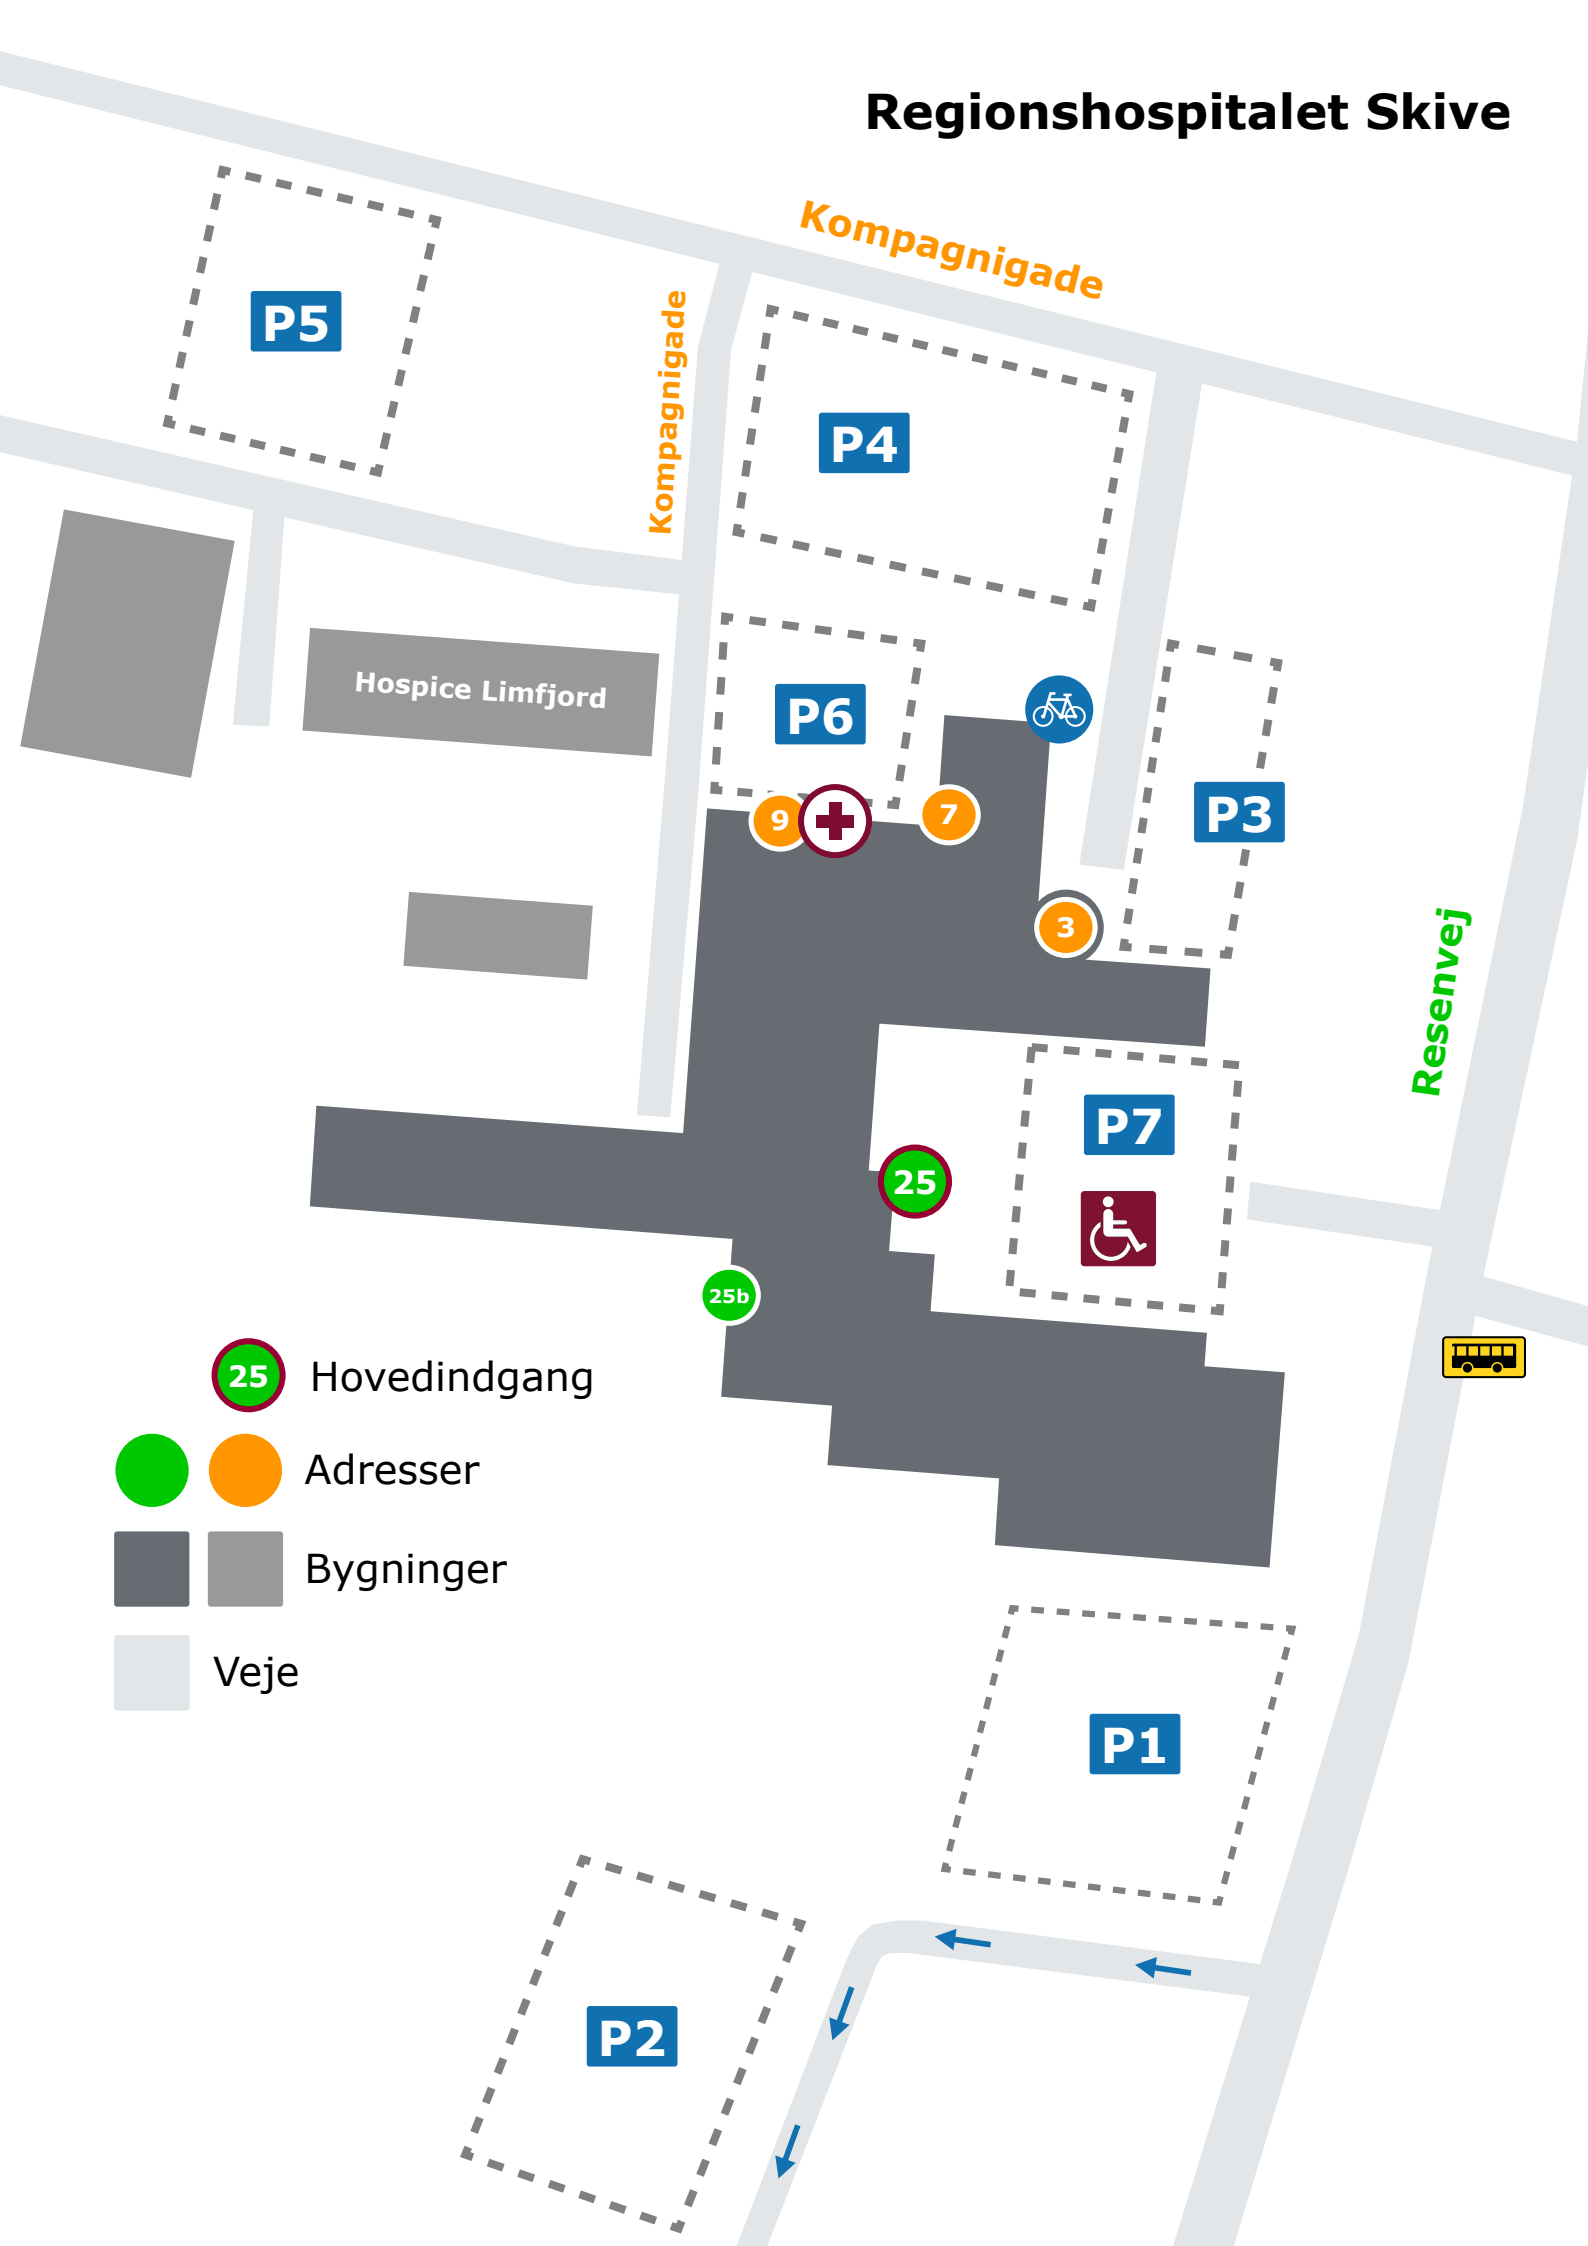 Regionshospitalet Skive
Kompagnigade
Kompagnigade
P5
P4
P6
P3
Hospice Limfjord
9
7
3
Resenvej
P7
25
25b
25 Hovedindgang
Adresser
Bygninger
Veje
P1
P2